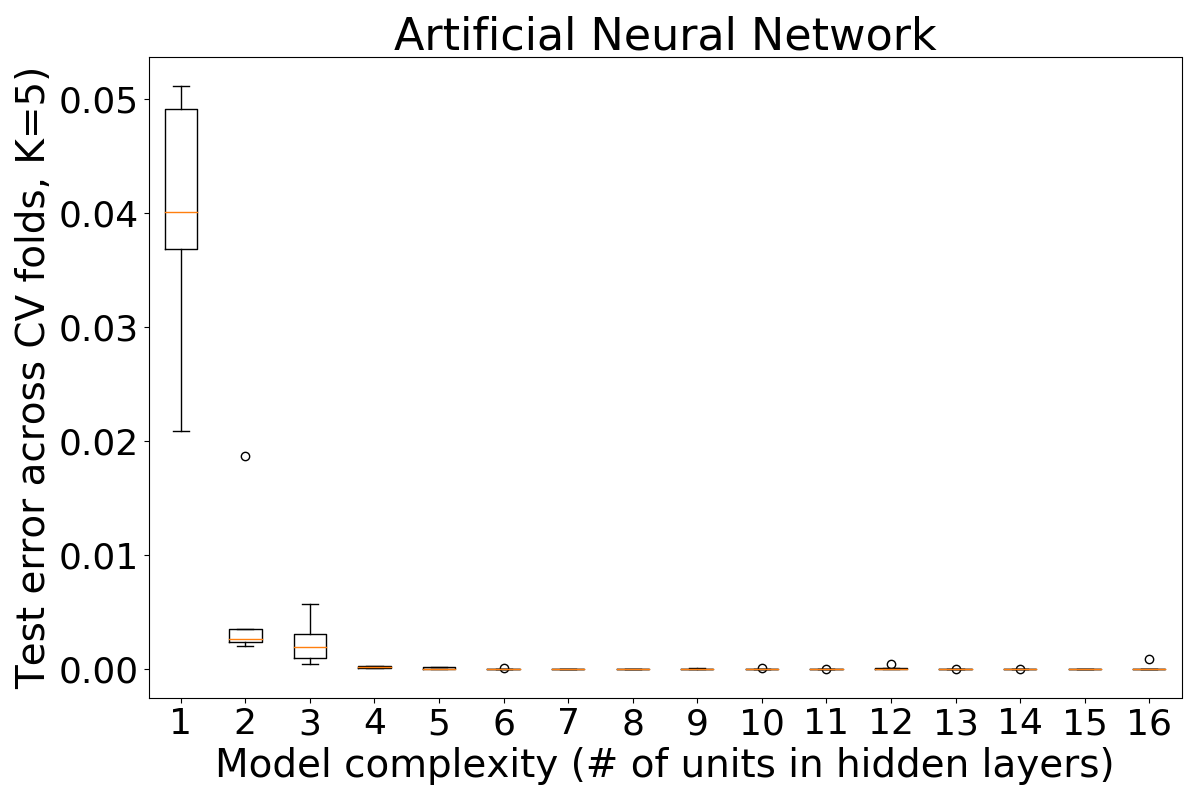 Artificial Neural Network
Test error across CV folds, K=5)
0.05
0.04
0.03
0.02
0.01
0.00
1 2 3 4 5 6 7 8 9 10 11 12 13 14 15 16
Model complexity (# of units in hidden layers)